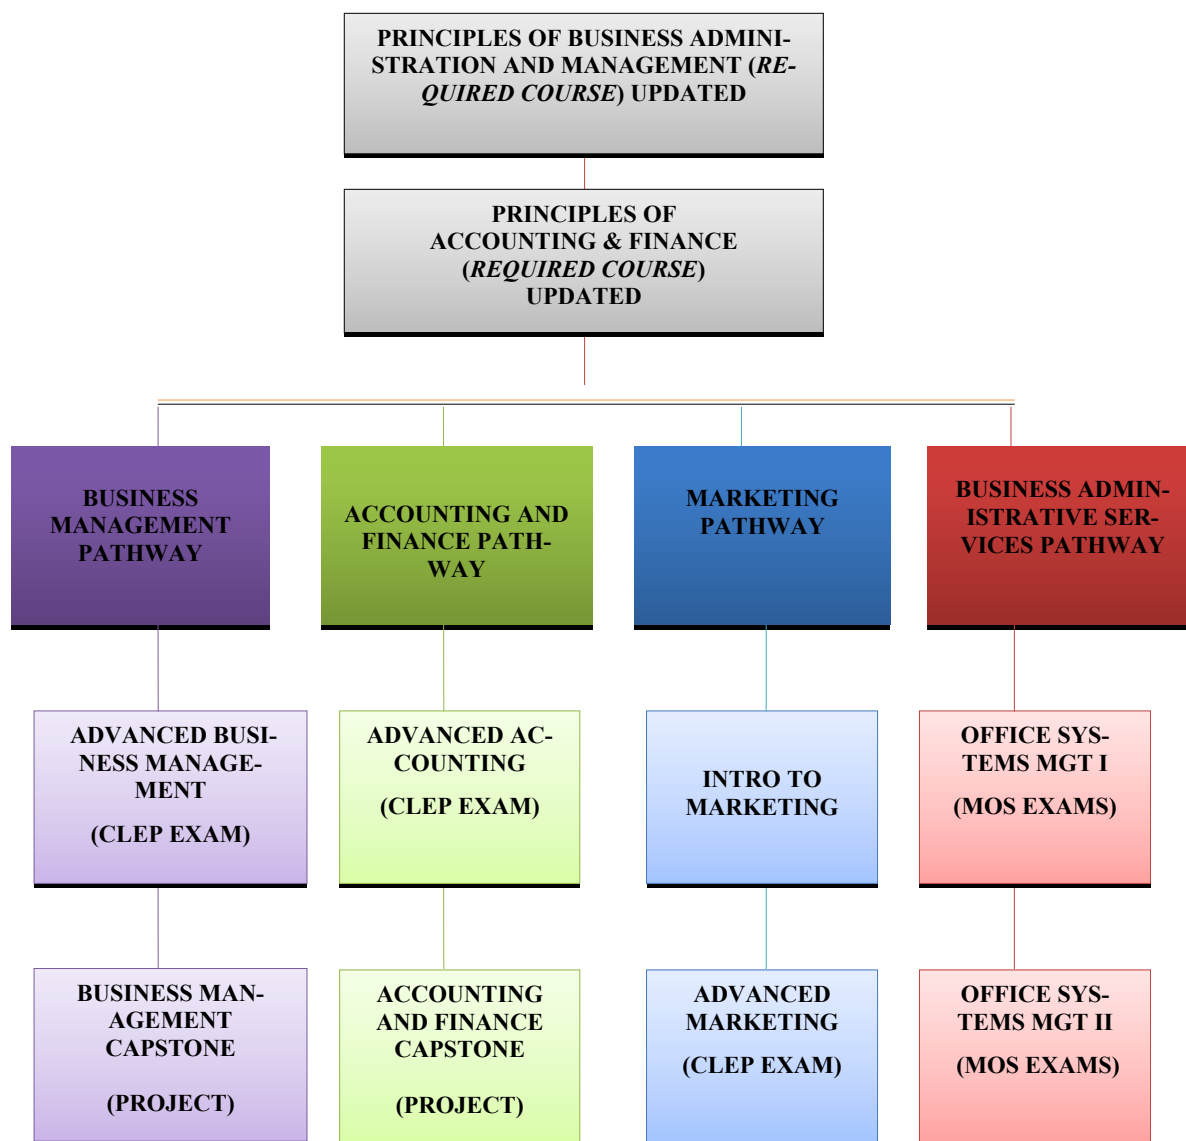 PRINCIPLES OF BUSINESS ADMINI-
STRATION AND MANAGEMENT (RE-
QUIRED COURSE) UPDATED
PRINCIPLES OF
ACCOUNTING & FINANCE
(REQUIRED COURSE)
UPDATED
BUSINESS
MANAGEMENT
PATHWAY
ACCOUNTING AND
FINANCE PATH-
WAY
MARKETING
PATHWAY
BUSINESS ADMIN-
ISTRATIVE SER-
VICES PATHWAY
ADVANCED BUSI-
NESS MANAGE-
MENT
(CLEP EXAM)
ADVANCED AC-
COUNTING
(CLEP EXAM)
INTRO TO
MARKETING
OFFICE SYS-
TEMS MGT I
(MOS EXAMS)
BUSINESS MAN-
AGEMENT
CAPSTONE
(PROJECT)
ACCOUNTING
AND FINANCE
CAPSTONE
(PROJECT)
ADVANCED
MARKETING
(CLEP EXAM)
OFFICE SYS-
TEMS MGT II
(MOS EXAMS)